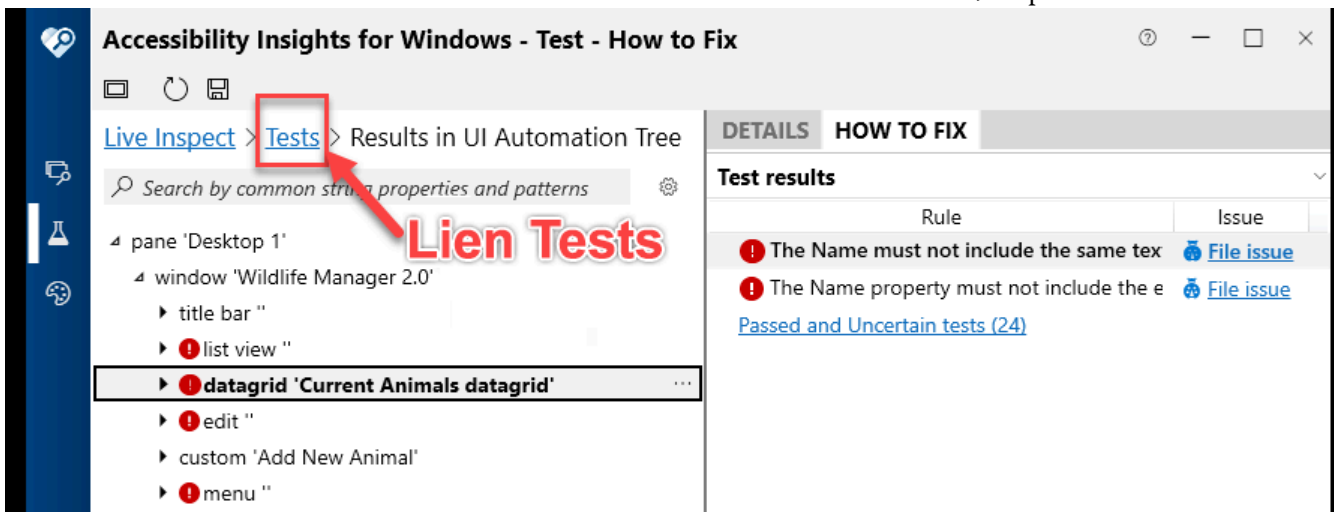 Accessibility Insights for Windows - Test - How to Fix
Live Inspect > Tests > Results in UI Automation Tree
Search by common string properties and patterns
Lien Tests
pane 'Desktop 1'
window 'Wildlife Manager 2.0'
title bar ''
list view ''
datagrid 'Current Animals datagrid' ...
edit ''
custom 'Add New Animal'
menu ''
DETAILS HOW TO FIX
Test results
Rule Issue
The Name must not include the same tex File issue
The Name property must not include the e File issue
Passed and Uncertain tests (24)